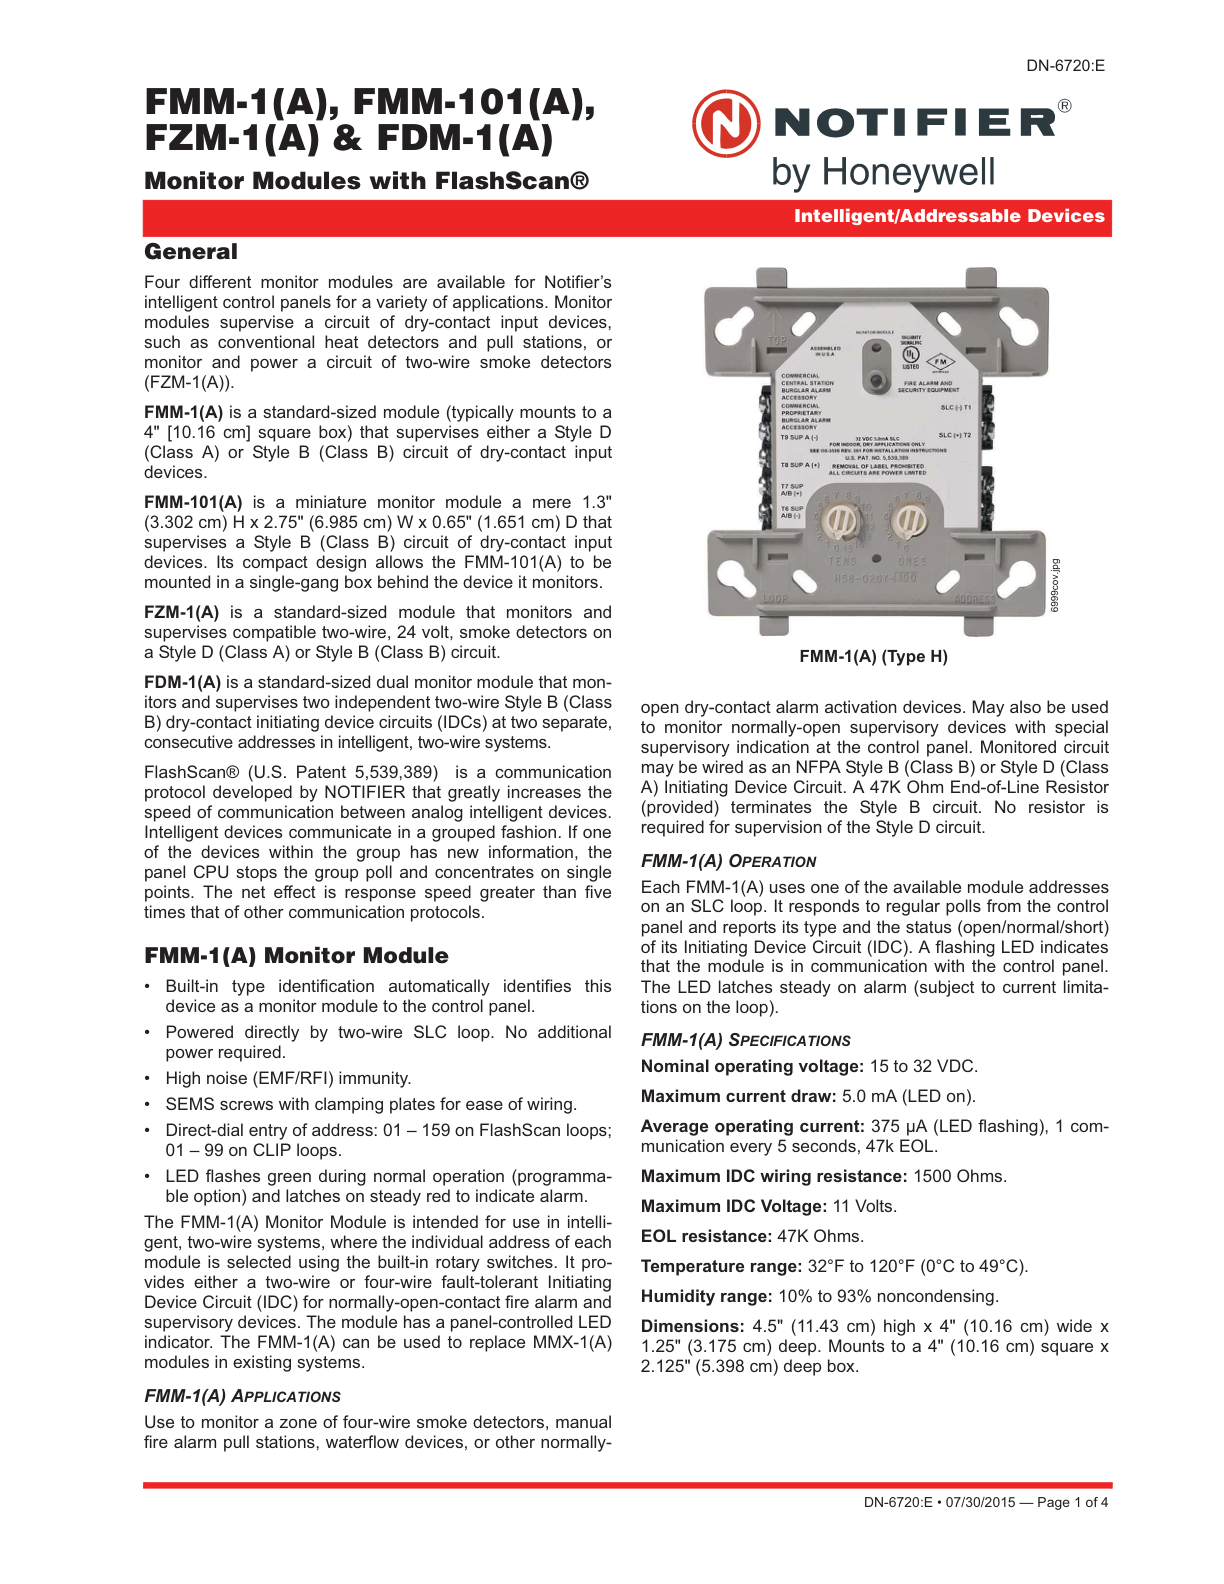 DN-6720:E
FMM-1(A), FMM-101(A),
FZM-1(A) & FDM-1(A)
Monitor Modules with FlashScan®
NOTIFIER®
by Honeywell
Intelligent/Addressable Devices
General
Four different monitor modules are available for Notifier's
intelligent control panels for a variety of applications. Monitor
modules supervise a circuit of dry-contact input devices,
such as conventional heat detectors and pull stations, or
monitor and power a circuit of two-wire smoke detectors
(FZM-1(A)).
FMM-1(A) is a standard-sized module (typically mounts to a
4" [10.16 cm] square box) that supervises either a Style D
(Class A) or Style B (Class B) circuit of dry-contact input
devices.
FMM-101(A) is a miniature monitor module a mere 1.3"
(3.302 cm) H x 2.75" (6.985 cm) W x 0.65" (1.651 cm) D that
supervises a Style B (Class B) circuit of dry-contact input
devices. Its compact design allows the FMM-101(A) to be
mounted in a single-gang box behind the device it monitors.
FZM-1(A) is a standard-sized module that monitors and
supervises compatible two-wire, 24 volt, smoke detectors on
a Style D (Class A) or Style B (Class B) circuit.
FDM-1(A) is a standard-sized dual monitor module that mon-
itors and supervises two independent two-wire Style B (Class
B) dry-contact initiating device circuits (IDCs) at two separate,
consecutive addresses in intelligent, two-wire systems.
FlashScan® (U.S. Patent 5,539,389) is a communication
protocol developed by NOTIFIER that greatly increases the
speed of communication between analog intelligent devices.
Intelligent devices communicate in a grouped fashion. If one
of the devices within the group has new information, the
panel CPU stops the group poll and concentrates on single
points. The net effect is response speed greater than five
times that of other communication protocols.
FMM-1(A) Monitor Module
• Built-in type identification automatically identifies this
device as a monitor module to the control panel.
• Powered directly by two-wire SLC loop. No additional
power required.
• High noise (EMF/RFI) immunity.
• SEMS screws with clamping plates for ease of wiring.
• Direct-dial entry of address: 01 – 159 on FlashScan loops;
01 – 99 on CLIP loops.
• LED flashes green during normal operation (programma-
ble option) and latches on steady red to indicate alarm.
The FMM-1(A) Monitor Module is intended for use in intelli-
gent, two-wire systems, where the individual address of each
module is selected using the built-in rotary switches. It pro-
vides either a two-wire or four-wire fault-tolerant Initiating
Device Circuit (IDC) for normally-open-contact fire alarm and
supervisory devices. The module has a panel-controlled LED
indicator. The FMM-1(A) can be used to replace MMX-1(A)
modules in existing systems.
FMM-1(A) APPLICATIONS
Use to monitor a zone of four-wire smoke detectors, manual
fire alarm pull stations, waterflow devices, or other normally-
TOP
MONITOR MODULE
ASSEMBLED
IN U.S.A.
SIGNALING
UL
LISTED
FM
COMMERCIAL
CENTRAL STATION
BURGLAR ALARM
ACCESSORY
COMMERCIAL
PROPRIETARY
BURGLAR ALARM
ACCESSORY
FIRE ALARM AND
SECURITY EQUIPMENT
SLC (-) T1
SLC (+) T2
T9 SUP A (-)
32 VDC 5.0mA SLC
FOR INDOOR, DRY APPLICATIONS ONLY
U.S. PAT. NO. 5,539,389
T8 SUP A (+)
REMOVAL OF LABEL PROHIBITED
ALL CIRCUITS ARE POWER LIMITED
T7 SUP
A/B (+)
T6 SUP
A/B (-)
TENS ONES
LOOP ADDRESS
6999cov.jpg
FMM-1(A) (Type H)
open dry-contact alarm activation devices. May also be used
to monitor normally-open supervisory devices with special
supervisory indication at the control panel. Monitored circuit
may be wired as an NFPA Style B (Class B) or Style D (Class
A) Initiating Device Circuit. A 47K Ohm End-of-Line Resistor
(provided) terminates the Style B circuit. No resistor is
required for supervision of the Style D circuit.
FMM-1(A) OPERATION
Each FMM-1(A) uses one of the available module addresses
on an SLC loop. It responds to regular polls from the control
panel and reports its type and the status (open/normal/short)
of its Initiating Device Circuit (IDC). A flashing LED indicates
that the module is in communication with the control panel.
The LED latches steady on alarm (subject to current limita-
tions on the loop).
FMM-1(A) SPECIFICATIONS
Nominal operating voltage: 15 to 32 VDC.
Maximum current draw: 5.0 mA (LED on).
Average operating current: 375 µA (LED flashing), 1 com-
munication every 5 seconds, 47k EOL.
Maximum IDC wiring resistance: 1500 Ohms.
Maximum IDC Voltage: 11 Volts.
EOL resistance: 47K Ohms.
Temperature range: 32°F to 120°F (0°C to 49°C).
Humidity range: 10% to 93% noncondensing.
Dimensions: 4.5" (11.43 cm) high x 4" (10.16 cm) wide x
1.25" (3.175 cm) deep. Mounts to a 4" (10.16 cm) square x
2.125" (5.398 cm) deep box.
DN-6720:E • 07/30/2015 — Page 1 of 4